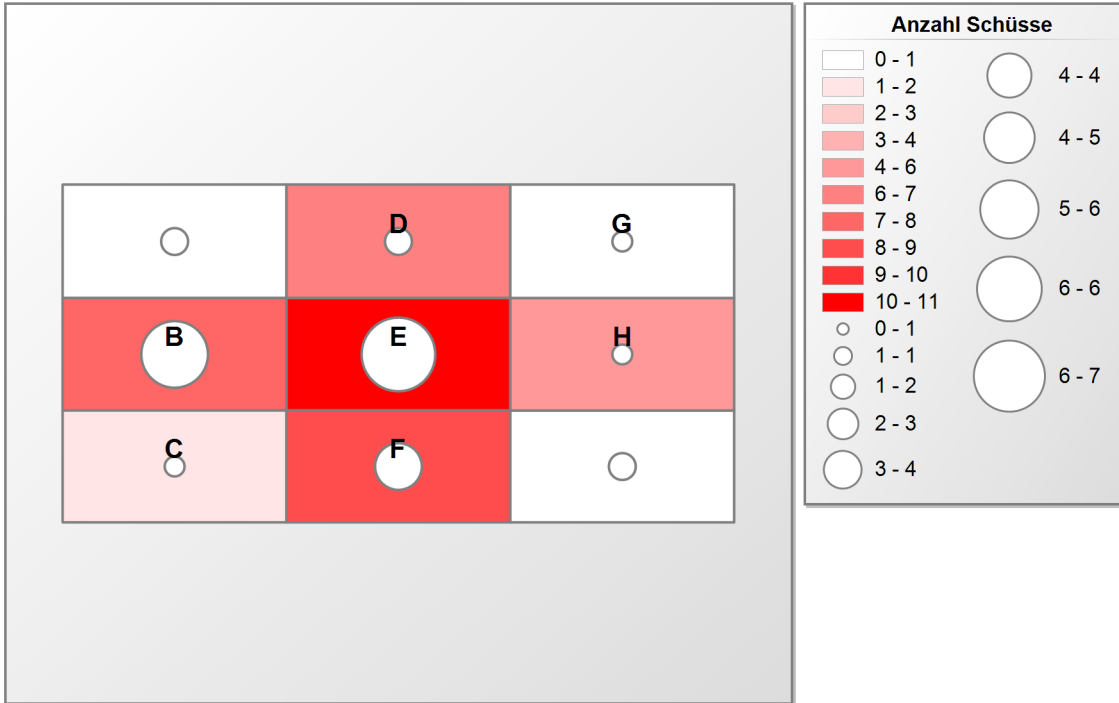 D
G
B
E
H
C
F
Anzahl Schüsse
0 - 1
1 - 2
2 - 3
3 - 4
4 - 6
6 - 7
7 - 8
8 - 9
9 - 10
10 - 11
0 - 1
1 - 1
1 - 2
2 - 3
3 - 4
4 - 4
4 - 5
5 - 6
6 - 6
6 - 7